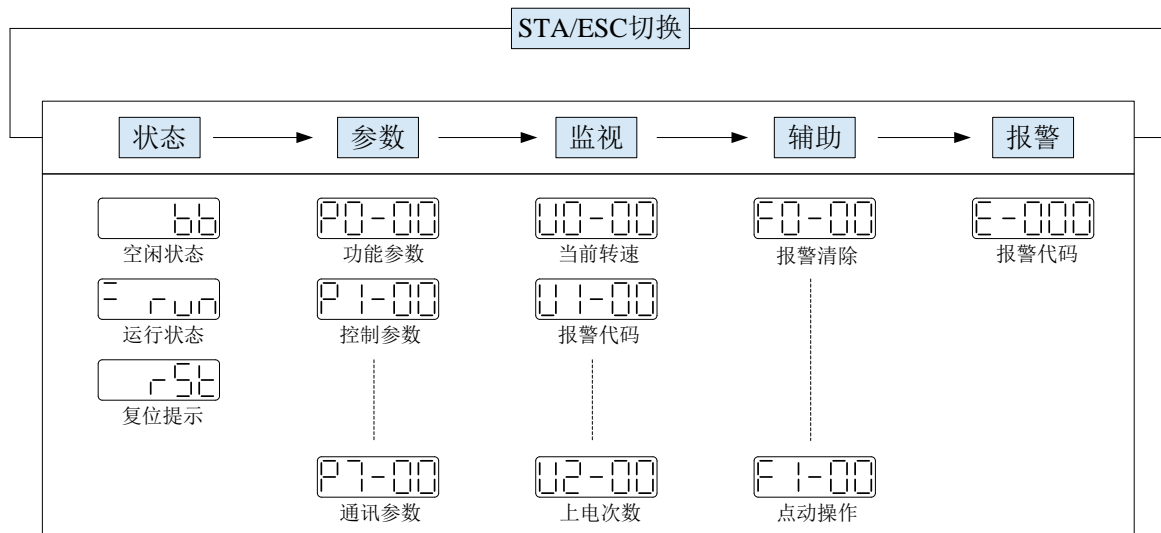 STA/ESC切换
状态 参数 监视 辅助 报警
bb P0-00 U0-00 F0-00 E-000
空闲状态 功能参数 当前转速 报警清除 报警代码
run P1-00 U1-00
运行状态 控制参数 报警代码
rSt
复位提示
P7-00 U2-00 F1-00
通讯参数 上电次数 点动操作